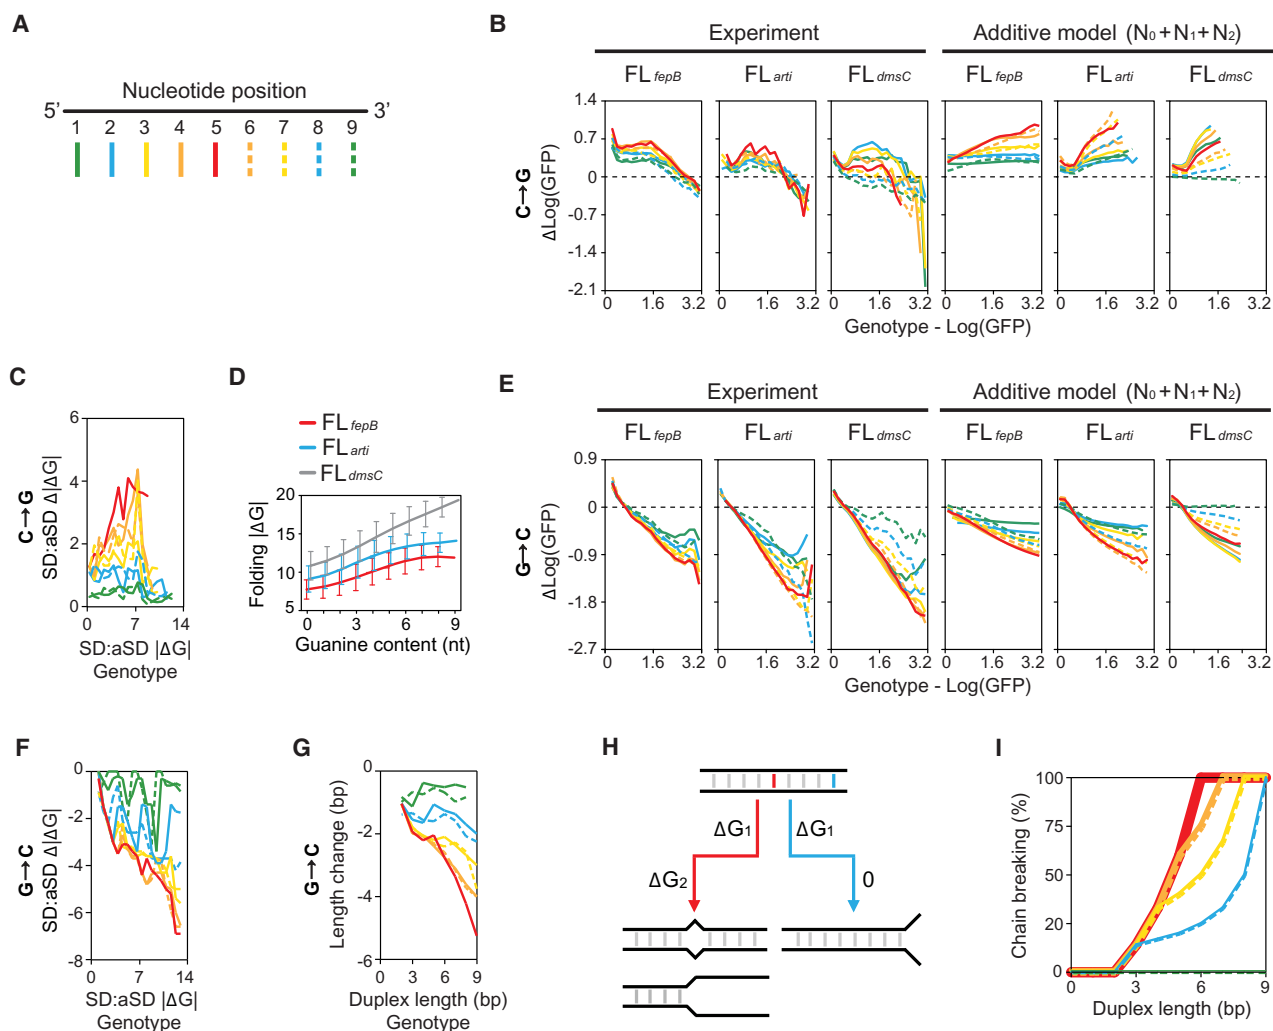 A
Nucleotide position
5’ 3’
1 2 3 4 5 6 7 8 9
B
Experiment
Additive model (N0+N1+N2)
FL fepB FL arti FL dmsC FL fepB FL arti FL dmsC
C→G
ΔLog(GFP)
1.4
0.7
0
-0.7
-1.4
-2.1
0 1.6 3.2 0 1.6 3.2 0 1.6 3.2 0 1.6 3.2 0 1.6 3.2 0 1.6 3.2
Genotype - Log(GFP)
C
C→G
SD:aSD Δ|ΔG|
6
4
2
0
0 7 14
SD:aSD |ΔG|
Genotype
D
FL fepB
FL arti
FL dmsC
Folding |ΔG|
20
15
10
5
0 3 6 9
Guanine content (nt)
E
Experiment
Additive model (N0+N1+N2)
FL fepB FL arti FL dmsC FL fepB FL arti FL dmsC
G→C
ΔLog(GFP)
0.9
0
-0.9
-1.8
-2.7
0 1.6 3.2 0 1.6 3.2 0 1.6 3.2 0 1.6 3.2 0 1.6 3.2 0 1.6 3.2
Genotype - Log(GFP)
F
G→C
SD:aSD Δ|ΔG|
0
-2
-4
-6
-8
0 7 14
SD:aSD |ΔG|
Genotype
G
G→C
Length change (bp)
0
-2
-4
-6
0 3 6 9
Duplex length (bp)
Genotype
H
ΔG1 ΔG1
ΔG2 0
I
Chain breaking (%)
100
75
50
20
0
0 3 6 9
Duplex length (bp)